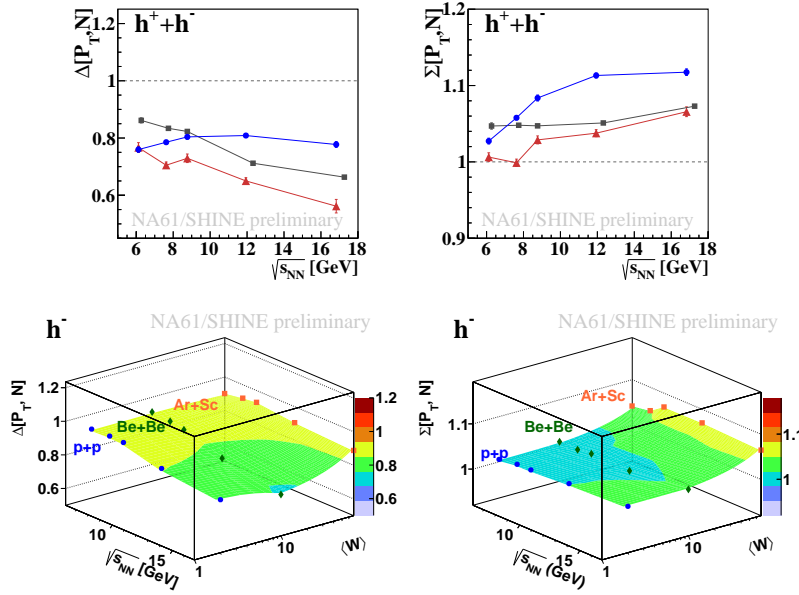 h⁺+h⁻
Δ[P_T,N]
1
0.8
0.6
NA61/SHINE preliminary
4 6 8 10 12 14 16 18
√s_NN [GeV]
h⁺+h⁻
Σ[P_T,N]
1.2
1.1
1
0.9
NA61/SHINE preliminary
4 6 8 10 12 14 16 18
√s_NN [GeV]
h⁻
NA61/SHINE preliminary
Δ[P_T, N]
1.2
1
0.8
0.6
Ar+Sc
Be+Be
p+p
1.2
1
0.8
0.6
10
15
√s_NN [GeV]
1
10
⟨W⟩
h⁻
NA61/SHINE preliminary
Σ[P_T, N]
1.1
1
Ar+Sc
Be+Be
p+p
1.1
1
10
15
√s_NN (GeV)
1
10
⟨W⟩